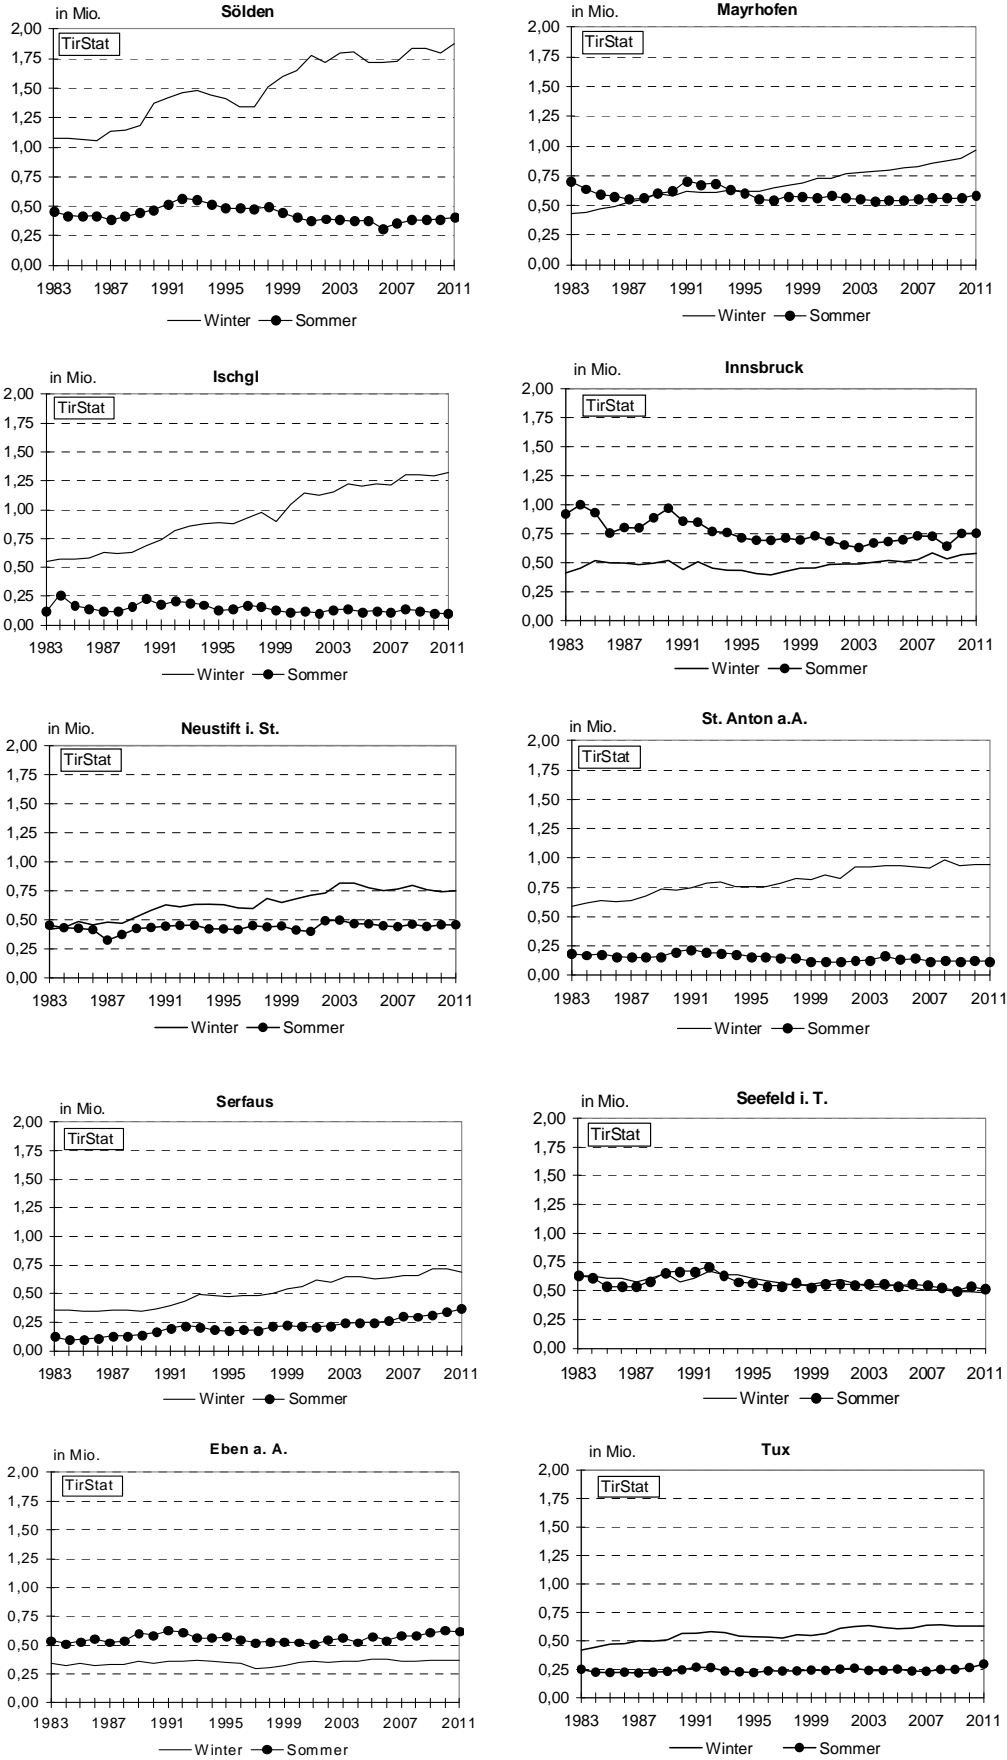 in Mio. Sölden
2,00
TirStat
1,75
1,50
1,25
1,00
0,75
0,50
0,25
0,00
1983 1987 1991 1995 1999 2003 2007 2011
Winter Sommer
in Mio. Mayrhofen
2,00
TirStat
1,75
1,50
1,25
1,00
0,75
0,50
0,25
0,00
1983 1987 1991 1995 1999 2003 2007 2011
Winter Sommer
in Mio. Ischgl
2,00
TirStat
1,75
1,50
1,25
1,00
0,75
0,50
0,25
0,00
1983 1987 1991 1995 1999 2003 2007 2011
Winter Sommer
in Mio. Innsbruck
2,00
TirStat
1,75
1,50
1,25
1,00
0,75
0,50
0,25
0,00
1983 1987 1991 1995 1999 2003 2007 2011
Winter Sommer
in Mio. Neustift i. St.
2,00
TirStat
1,75
1,50
1,25
1,00
0,75
0,50
0,25
0,00
1983 1987 1991 1995 1999 2003 2007 2011
Winter Sommer
in Mio. St. Anton a.A.
2,00
TirStat
1,75
1,50
1,25
1,00
0,75
0,50
0,25
0,00
1983 1987 1991 1995 1999 2003 2007 2011
Winter Sommer
in Mio. Serfaus
2,00
TirStat
1,75
1,50
1,25
1,00
0,75
0,50
0,25
0,00
1983 1987 1991 1995 1999 2003 2007 2011
Winter Sommer
in Mio. Seefeld i. T.
2,00
TirStat
1,75
1,50
1,25
1,00
0,75
0,50
0,25
0,00
1983 1987 1991 1995 1999 2003 2007 2011
Winter Sommer
in Mio. Eben a. A.
2,00
TirStat
1,75
1,50
1,25
1,00
0,75
0,50
0,25
0,00
1983 1987 1991 1995 1999 2003 2007 2011
Winter Sommer
in Mio. Tux
2,00
TirStat
1,75
1,50
1,25
1,00
0,75
0,50
0,25
0,00
1983 1987 1991 1995 1999 2003 2007 2011
Winter Sommer